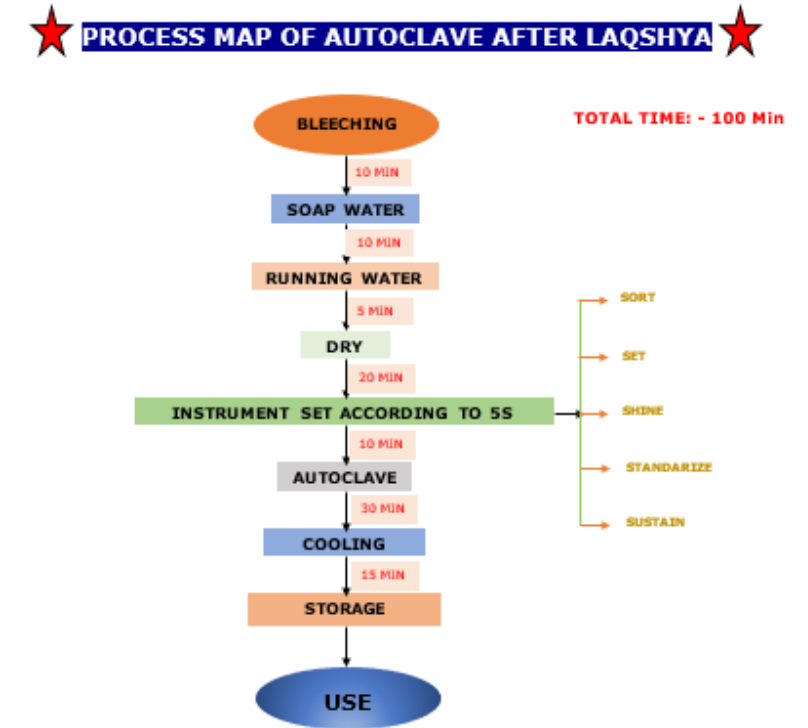 PROCESS MAP OF AUTOCLAVE AFTER LAQSHYA
TOTAL TIME: - 100 Min
BLEECHING
10 MIN
SOAP WATER
10 MIN
RUNNING WATER
5 MIN
DRY
20 MIN
INSTRUMENT SET ACCORDING TO 5S
SORT
SET
SHINE
STANDARIZE
SUSTAIN
10 MIN
AUTOCLAVE
30 MIN
COOLING
15 MIN
STORAGE
USE